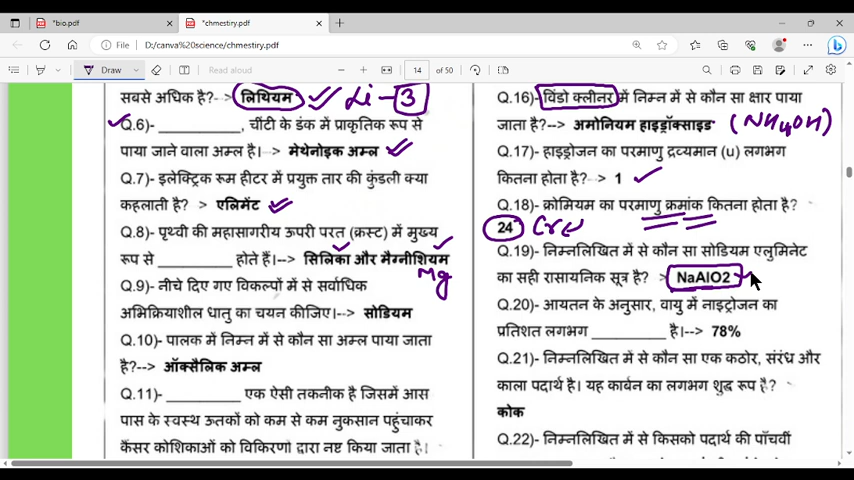 *bio.pdf
*chmestiry.pdf
File
D:/canva%20science/chmestiry.pdf
Draw
Read aloud
14
of 50
सबसे अधिक है?-> लिथियम Li - 3
Q.6)- __________, चींटी के डंक में प्राकृतिक रूप से
पाया जाने वाला अम्ल है।-> मेथेनोइक अम्ल
Q.7)- इलेक्ट्रिक रूम हीटर में प्रयुक्त तार की कुंडली क्या
कहलाती है? > एलिमेंट
Q.8)- पृथ्वी की महासागरीय ऊपरी परत (क्रस्ट) में मुख्य
रूप से __________ होते हैं।--> सिलिका और मैग्नीशियम
Mg
Q.9)- नीचे दिए गए विकल्पों में से सर्वाधिक
अभिक्रियाशील धातु का चयन कीजिए।--> सोडियम
Q.10)- पालक में निम्न में से कौन सा अम्ल पाया जाता
है?--> ऑक्सैलिक अम्ल
Q.11)- __________ एक ऐसी तकनीक है जिसमें आस
पास के स्वस्थ ऊतकों को कम से कम नुकसान पहुंचाकर
कैंसर कोशिकाओं को विकिरणो द्वारा नष्ट किया जाता है।
Q.16)- विंडो क्लीनर में निम्न में से कौन सा क्षार पाया
जाता है?--> अमोनियम हाइड्रॉक्साइड (NH4OH)
Q.17)- हाइड्रोजन का परमाणु द्रव्यमान (u) लगभग
कितना होता है?--> 1
Q.18)- क्रोमियम का परमाणु क्रमांक कितना होता है?
24 Cr
Q.19)- निम्नलिखित में से कौन सा सोडियम एलुमिनेट
का सही रासायनिक सूत्र है? > NaAlO2
Q.20)- आयतन के अनुसार, वायु में नाइट्रोजन का
प्रतिशत लगभग __________ है।--> 78%
Q.21)- निम्नलिखित में से कौन सा एक कठोर, सरंध्र और
काला पदार्थ है। यह कार्बन का लगभग शुद्ध रूप है?
कोक
Q.22)- निम्नलिखित में से किसको पदार्थ की पाँचवीं